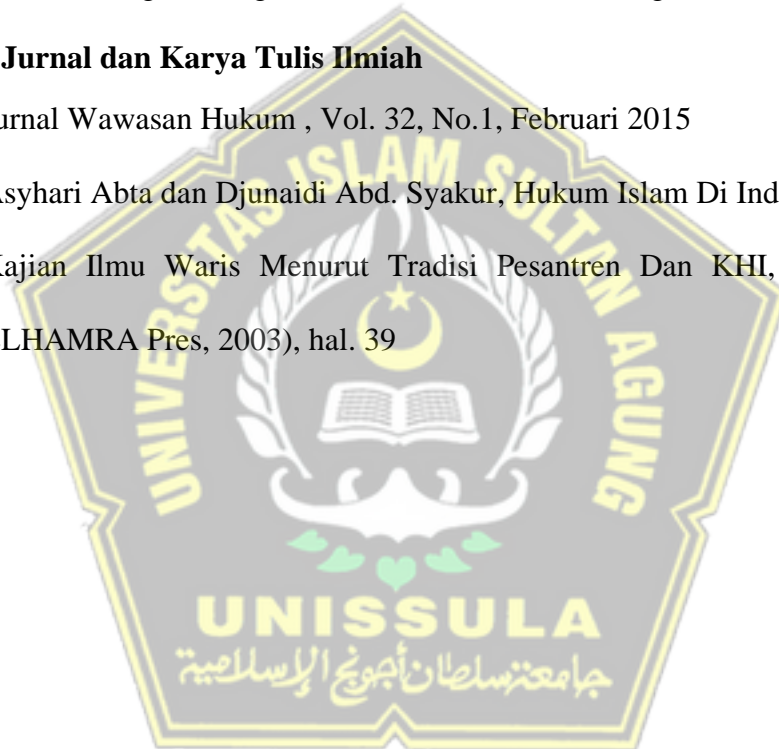 Jurnal dan Karya Tulis Ilmiah
urnal Wawasan Hukum , Vol. 32, No.1, Februari 2015
Asyhari Abta dan Djunaidi Abd. Syakur, Hukum Islam Di Ind
Kajian Ilmu Waris Menurut Tradisi Pesantren Dan KHI,
LHAMRA Pres, 2003), hal. 39
UNIVERSITAS ISLAM SULTAN AGUNG
UNISSULA
جامعتسلطان أجونج الإسلامية